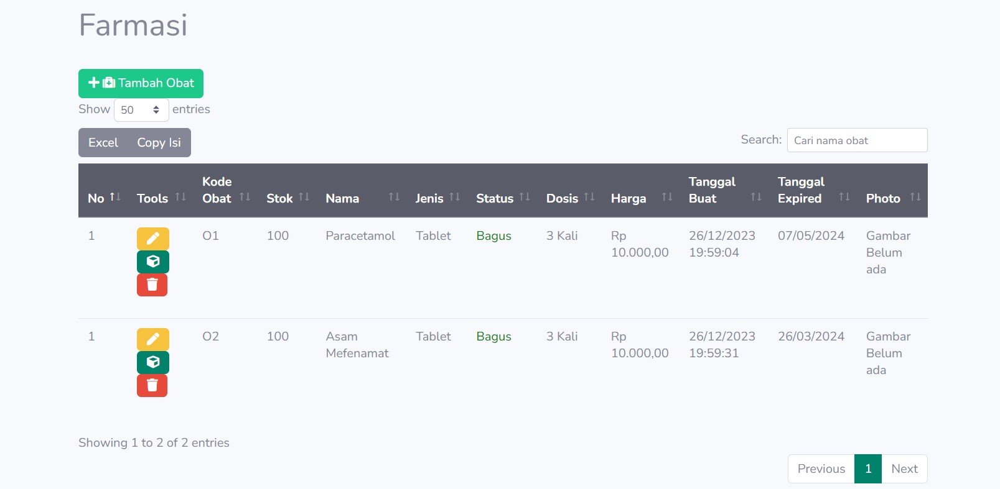 Farmasi
Tambah Obat
Show 50 entries
Excel Copy Isi
Search: Cari nama obat
No Tools Kode Obat Stok Nama Jenis Status Dosis Harga Tanggal Buat Tanggal Expired Photo
1 O1 100 Paracetamol Tablet Bagus 3 Kali Rp 10.000,00 26/12/2023 19:59:04 07/05/2024 Gambar Belum ada
1 O2 100 Asam Mefenamat Tablet Bagus 3 Kali Rp 10.000,00 26/12/2023 19:59:31 26/03/2024 Gambar Belum ada
Showing 1 to 2 of 2 entries
Previous 1 Next